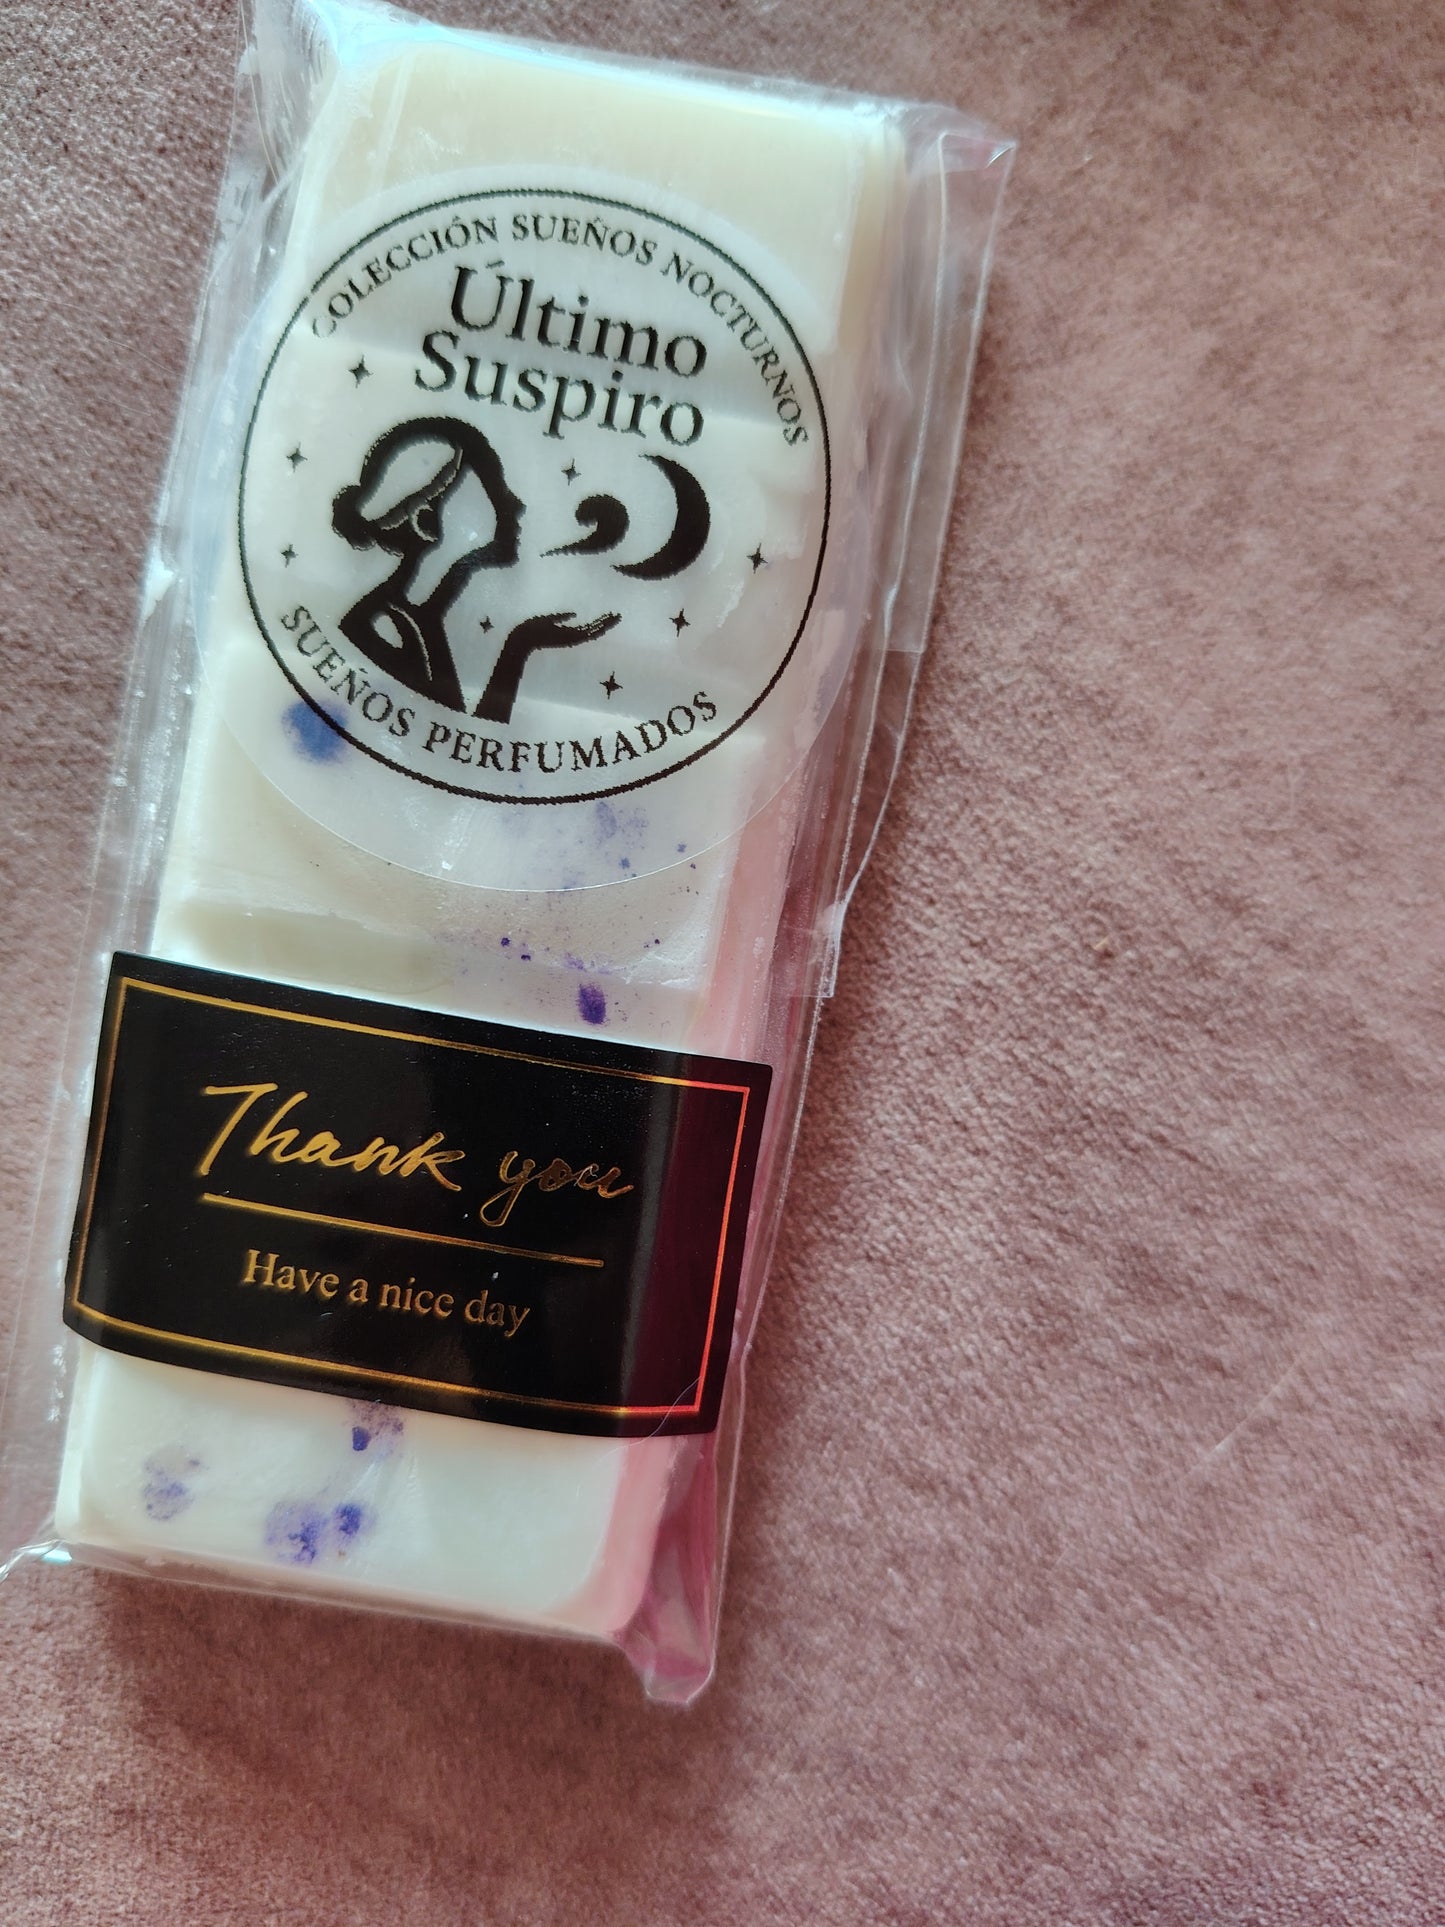 COLECCIÓN SUEÑOS NOCTURNOS
Último
Suspiro
SUEÑOS PERFUMADOS
Thank you
Have a nice day